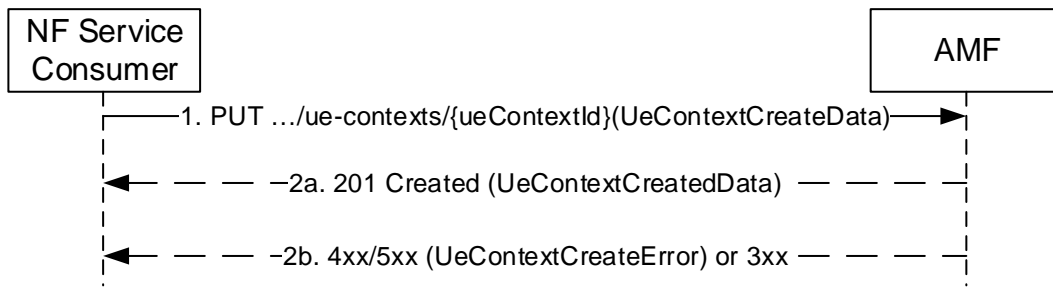 NF Service
Consumer
AMF
1. PUT …/ue-contexts/{ueContextId}(UeContextCreateData)
2a. 201 Created (UeContextCreatedData)
2b. 4xx/5xx (UeContextCreateError) or 3xx